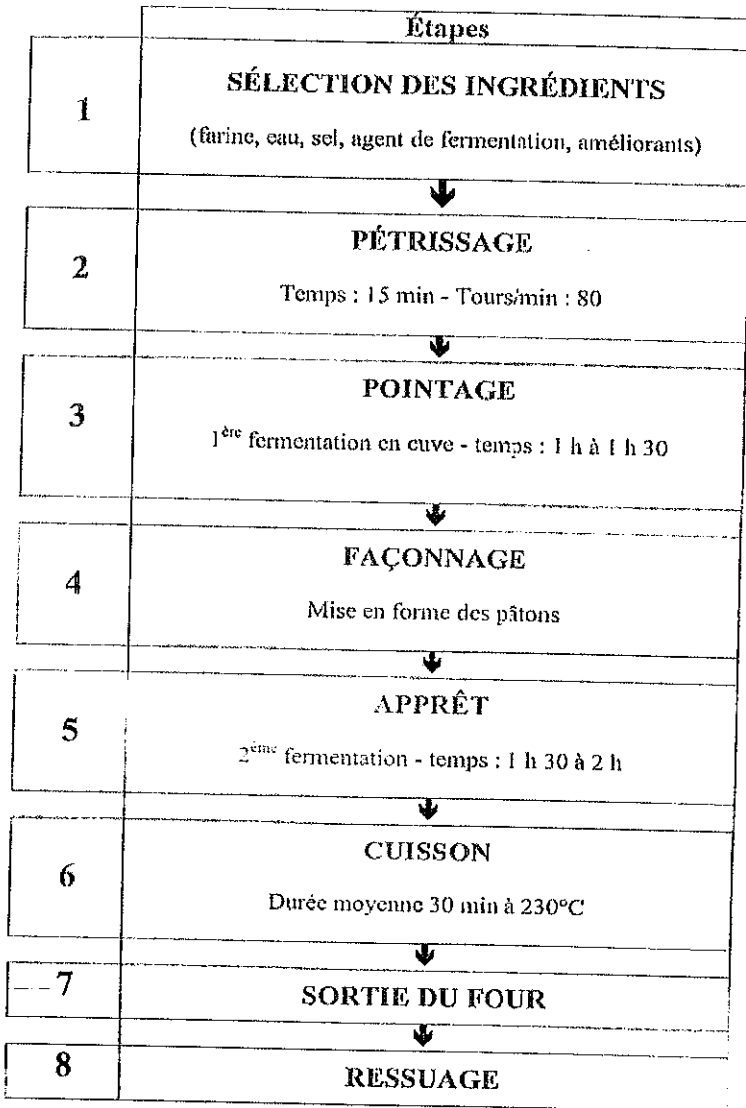 Étapes
1
SÉLECTION DES INGRÉDIENTS
(farine, eau, sel, agent de fermentation, améliorants)
2
PÉTRISSAGE
Temps : 15 min - Tours/min : 80
3
POINTAGE
1ère fermentation en cuve - temps : 1 h à 1 h 30
4
FAÇONNAGE
Mise en forme des pâtons
5
APPRÊT
2ème fermentation - temps : 1 h 30 à 2 h
6
CUISSON
Durée moyenne 30 min à 230°C
7
SORTIE DU FOUR
8
RESSUAGE